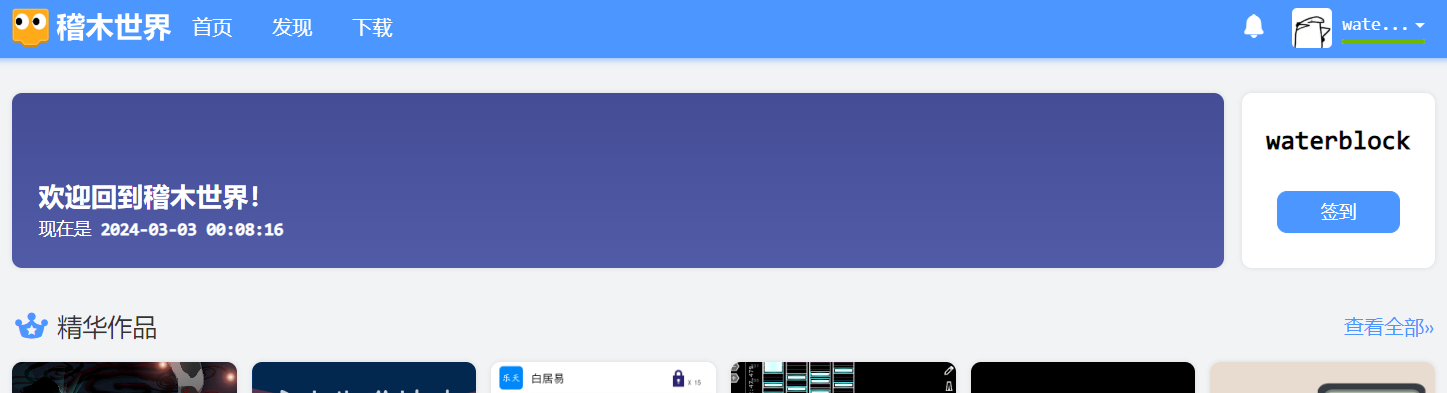 稽木世界 首页 发现 下载 wate...
waterblock
欢迎回到稽木世界!
现在是 2024-03-03 00:08:16
签到
精华作品 查看全部»
乐天 白居易 x 15